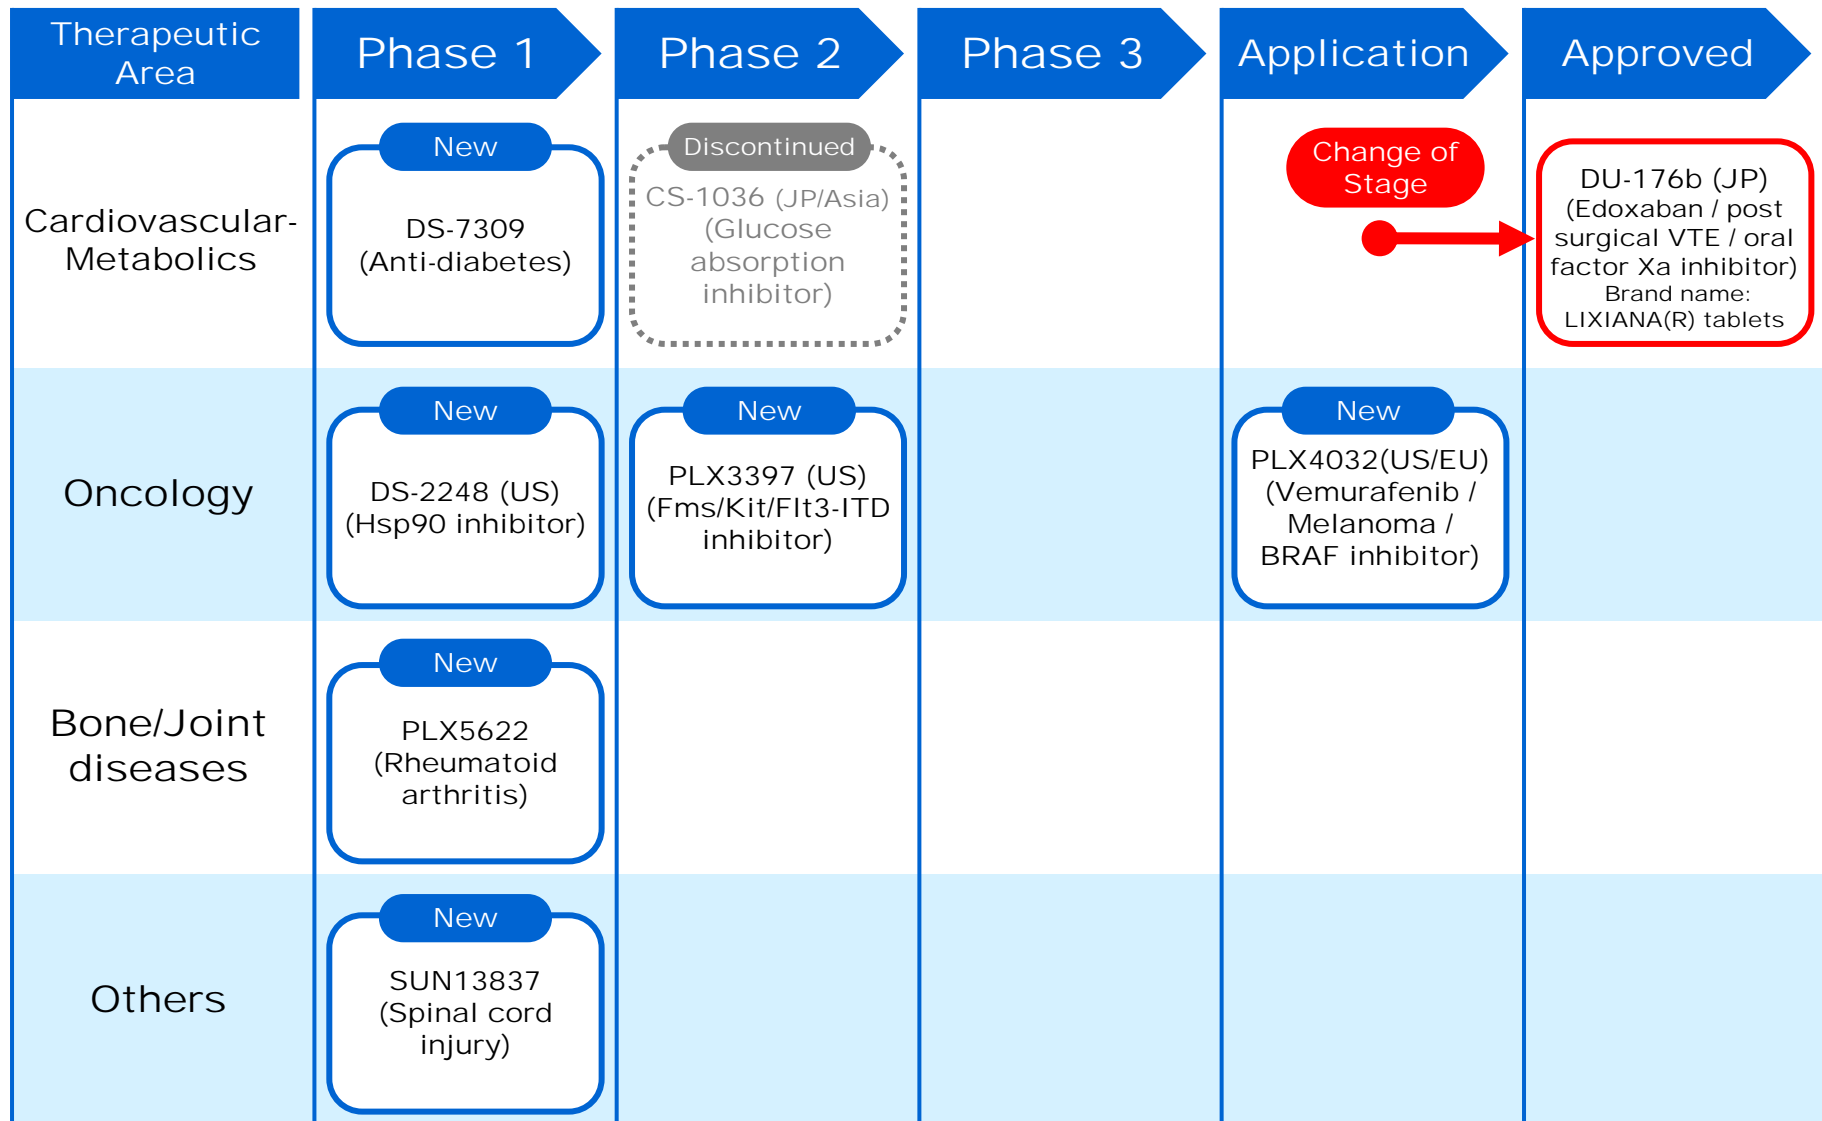 Therapeutic
Area
Phase 1
Phase 2
Phase 3
Application
Approved
Cardiovascular-
Metabolics
New
DS-7309
(Anti-diabetes)
Discontinued
CS-1036 (JP/Asia)
(Glucose
absorption
inhibitor)
Change of
Stage
DU-176b (JP)
(Edoxaban / post
surgical VTE / oral
factor Xa inhibitor)
Brand name:
LIXIANA(R) tablets
Oncology
New
DS-2248 (US)
(Hsp90 inhibitor)
New
PLX3397 (US)
(Fms/Kit/Flt3-ITD
inhibitor)
New
PLX4032(US/EU)
(Vemurafenib /
Melanoma /
BRAF inhibitor)
Bone/Joint
diseases
New
PLX5622
(Rheumatoid
arthritis)
Others
New
SUN13837
(Spinal cord
injury)